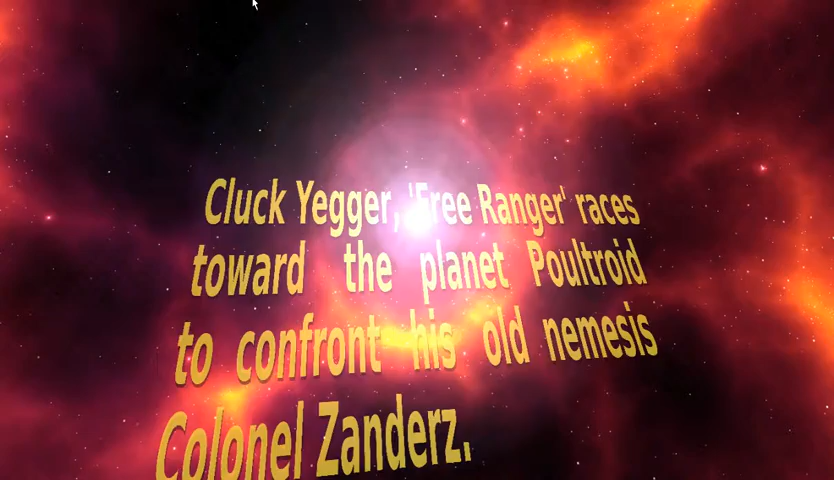 Cluck Yegger, 'Free Ranger' races
toward the planet Poultroid
to confront his old nemesis
Colonel Zanderz.